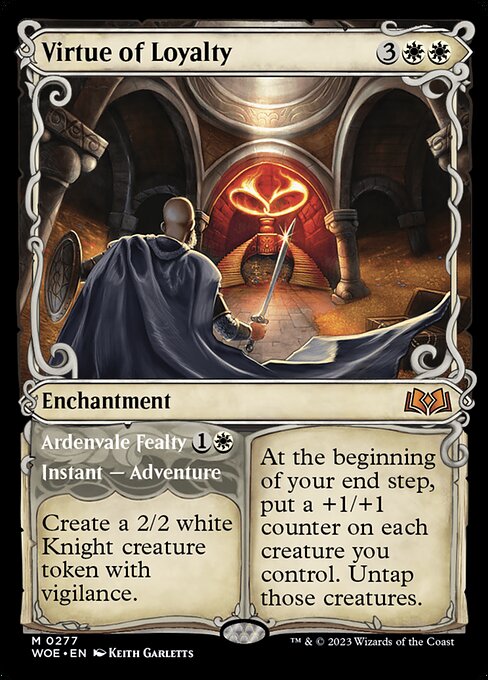 Virtue of Loyalty 3
Enchantment
Ardenvale Fealty 1
Instant — Adventure
Create a 2/2 white
Knight creature
token with
vigilance.
At the beginning
of your end step,
put a +1/+1
counter on each
creature you
control. Untap
those creatures.
M 0277
WOE • EN Keith Garletts
™ & © 2023 Wizards of the Coast